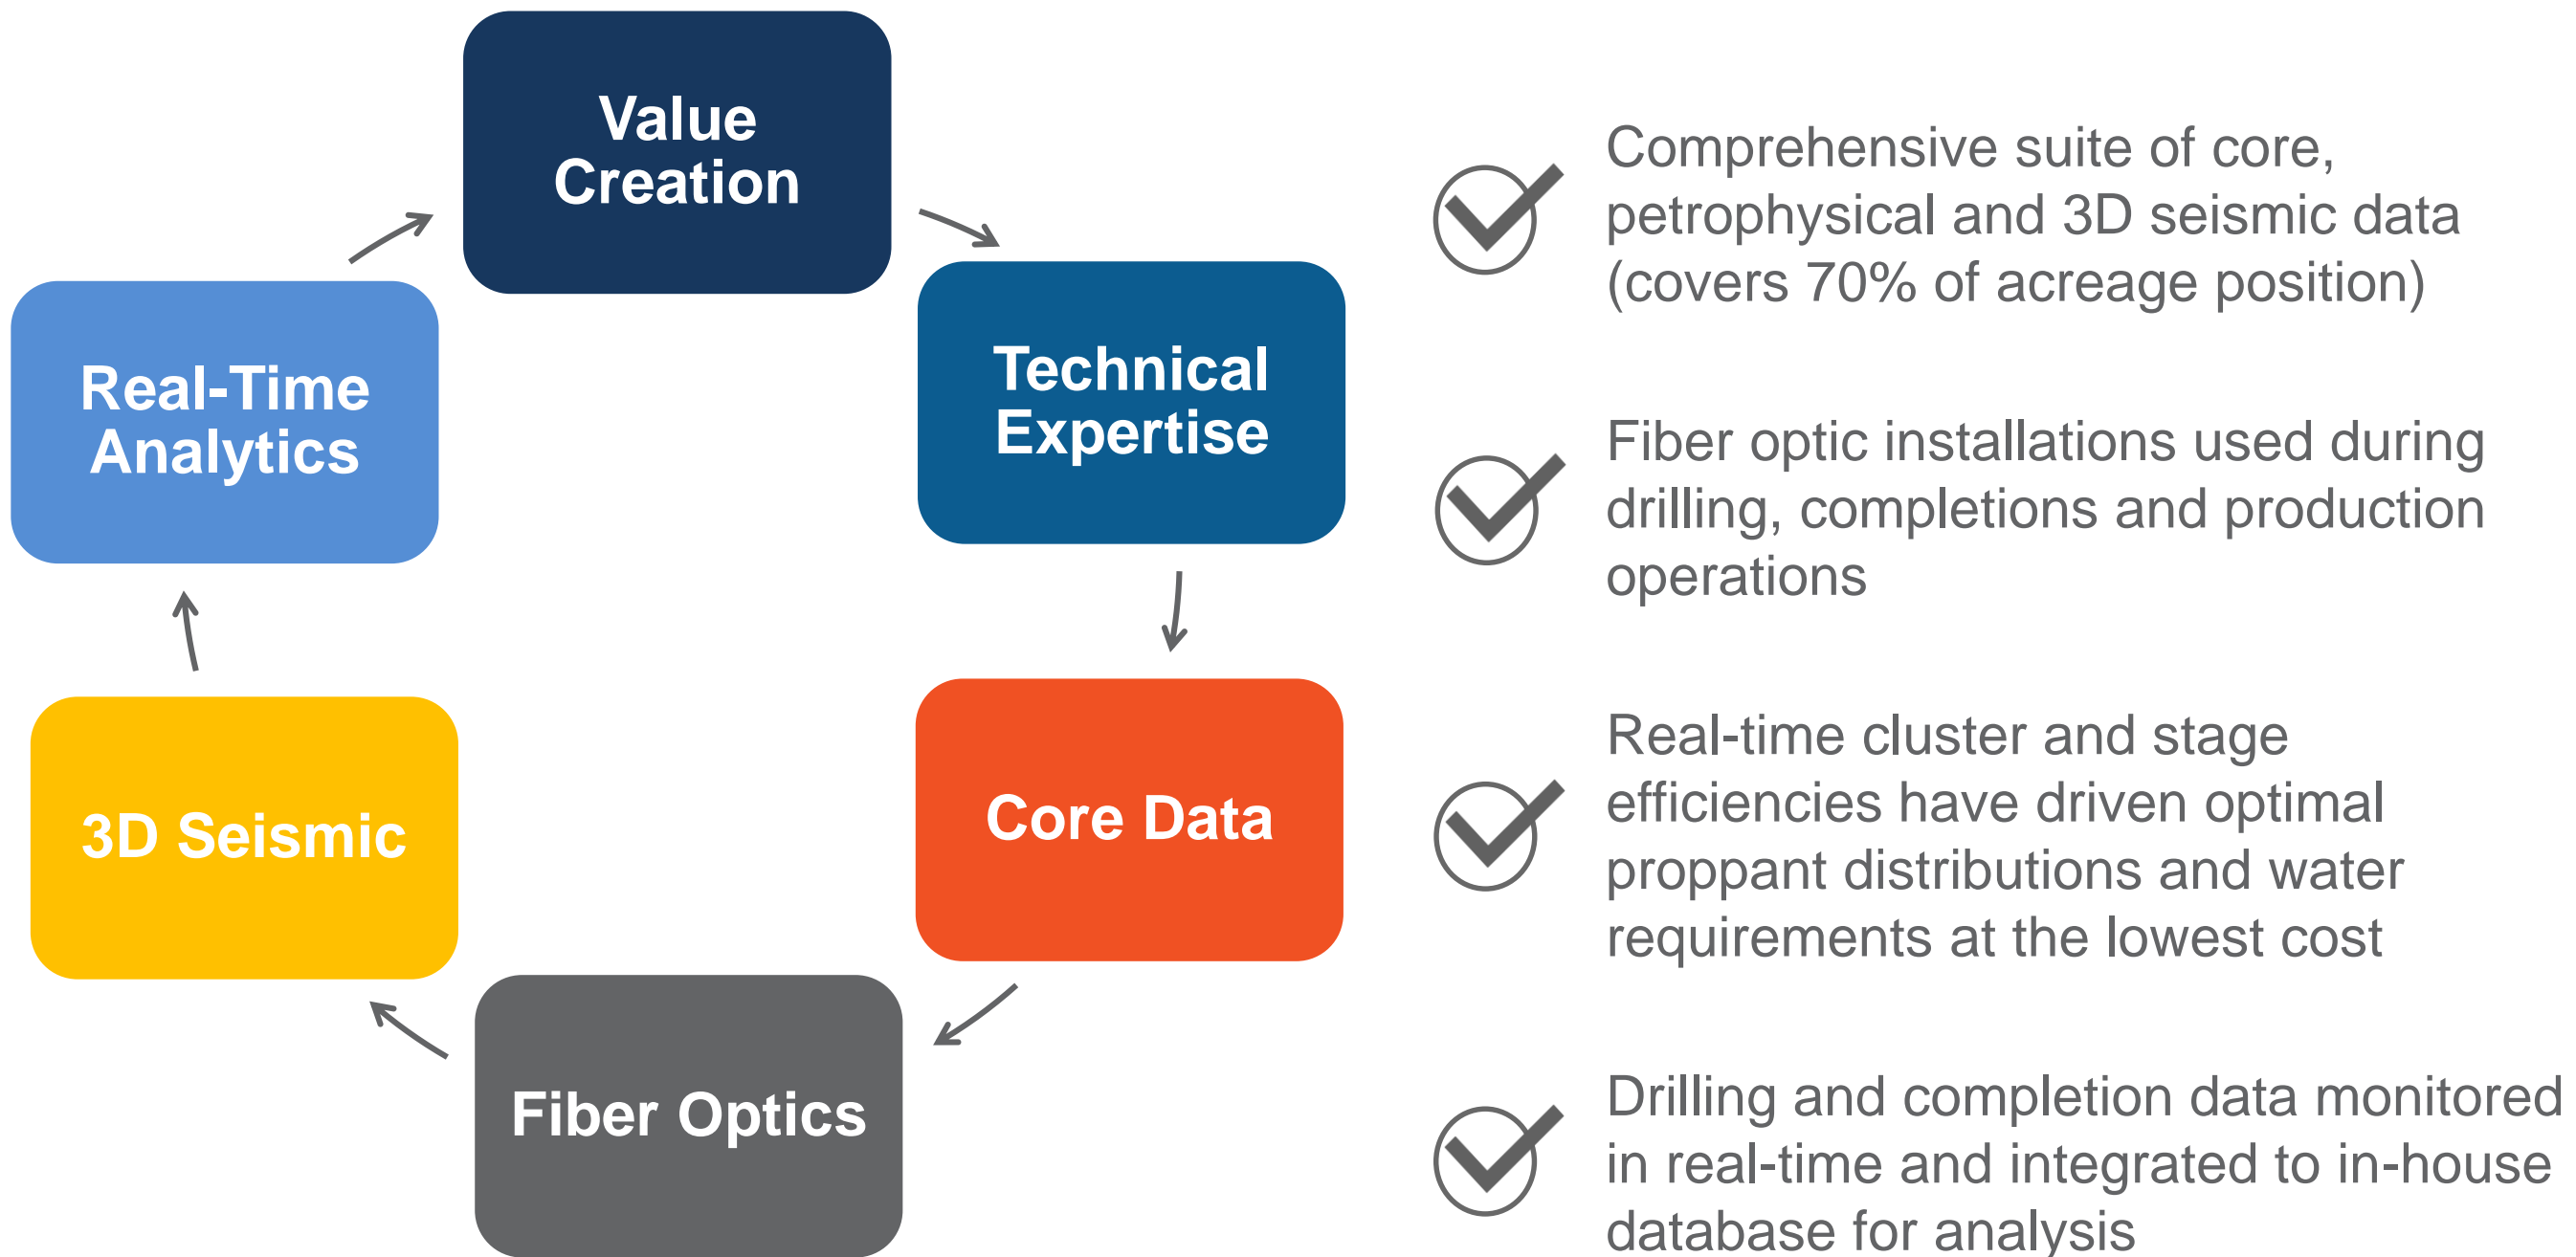 Value
Creation
Technical
Expertise
Core Data
Fiber Optics
3D Seismic
Real-Time
Analytics
Comprehensive suite of core,
petrophysical and 3D seismic data
(covers 70% of acreage position)
Fiber optic installations used during
drilling, completions and production
operations
Real-time cluster and stage
efficiencies have driven optimal
proppant distributions and water
requirements at the lowest cost
Drilling and completion data monitored
in real-time and integrated to in-house
database for analysis